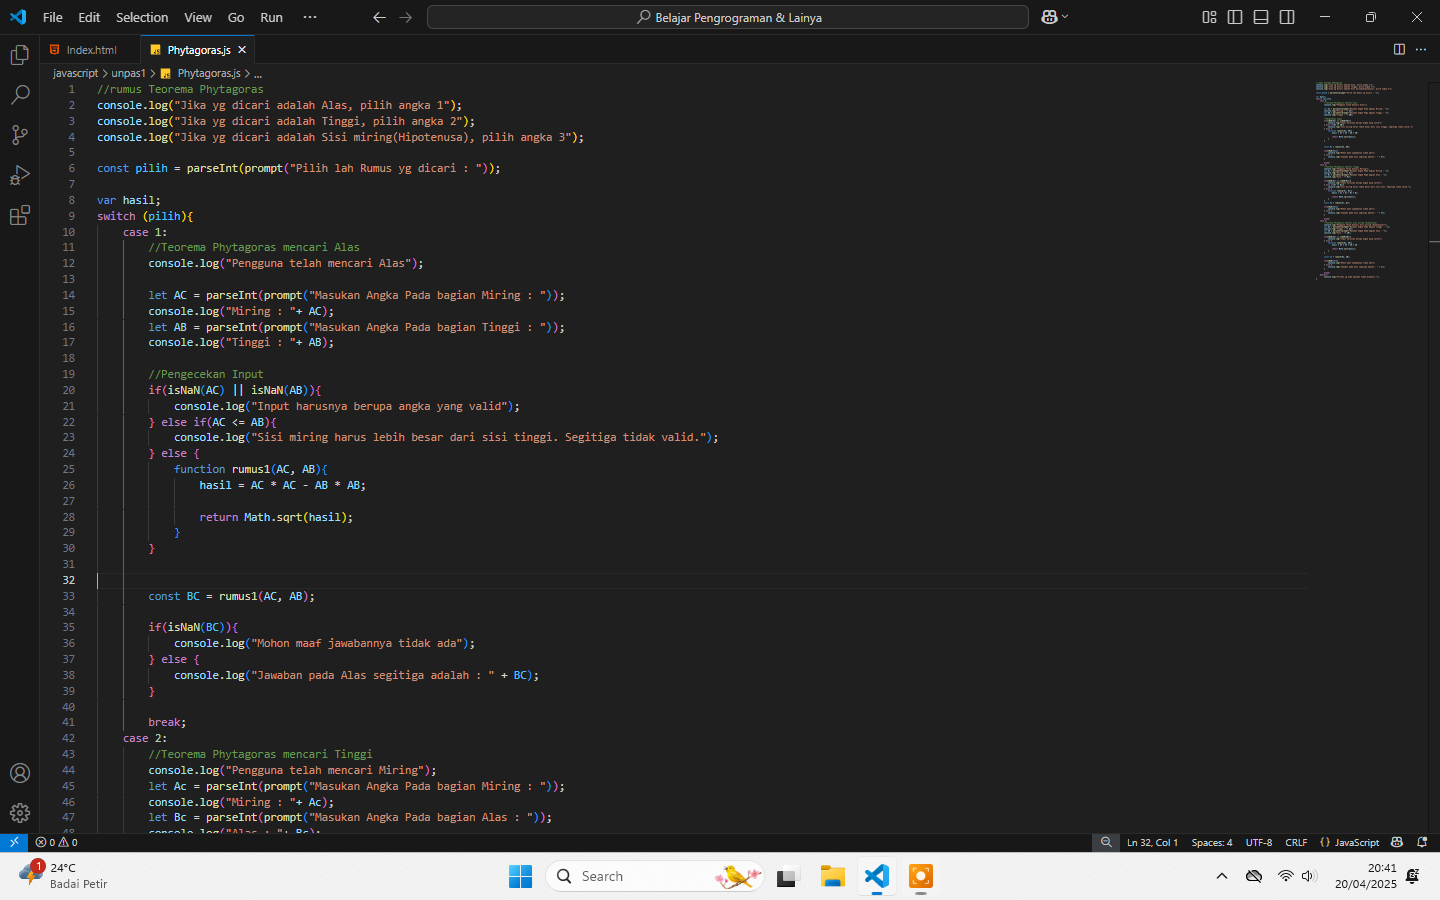 File Edit Selection View Go Run ···
Belajar Pengrograman & Lainya
Index.html
Phytagoras.js
javascript > unpas1 > Phytagoras.js > ...
1 //rumus Teorema Phytagoras
2 console.log("Jika yg dicari adalah Alas, pilih angka 1");
3 console.log("Jika yg dicari adalah Tinggi, pilih angka 2");
4 console.log("Jika yg dicari adalah Sisi miring(Hipotenusa), pilih angka 3");
5
6 const pilih = parseInt(prompt("Pilih lah Rumus yg dicari : "));
7
8 var hasil;
9 switch (pilih){
10 case 1:
11 //Teorema Phytagoras mencari Alas
12 console.log("Pengguna telah mencari Alas");
13
14 let AC = parseInt(prompt("Masukan Angka Pada bagian Miring : "));
15 console.log("Miring : "+ AC);
16 let AB = parseInt(prompt("Masukan Angka Pada bagian Tinggi : "));
17 console.log("Tinggi : "+ AB);
18
19 //Pengecekan Input
20 if(isNaN(AC) || isNaN(AB)){
21 console.log("Input harusnya berupa angka yang valid");
22 } else if(AC <= AB){
23 console.log("Sisi miring harus lebih besar dari sisi tinggi. Segitiga tidak valid.");
24 } else {
25 function rumus1(AC, AB){
26 hasil = AC * AC - AB * AB;
27
28 return Math.sqrt(hasil);
29 }
30 }
31
32
33 const BC = rumus1(AC, AB);
34
35 if(isNaN(BC)){
36 console.log("Mohon maaf jawabannya tidak ada");
37 } else {
38 console.log("Jawaban pada Alas segitiga adalah : " + BC);
39 }
40
41 break;
42 case 2:
43 //Teorema Phytagoras mencari Tinggi
44 console.log("Pengguna telah mencari Miring");
45 let Ac = parseInt(prompt("Masukan Angka Pada bagian Miring : "));
46 console.log("Miring : "+ Ac);
47 let Bc = parseInt(prompt("Masukan Angka Pada bagian Alas : "));
48 console.log("Alas : "+ Bc);
0 0
Ln 32, Col 1 Spaces: 4 UTF-8 CRLF {} JavaScript
1
24°C
Badai Petir
Search
20:41
20/04/2025